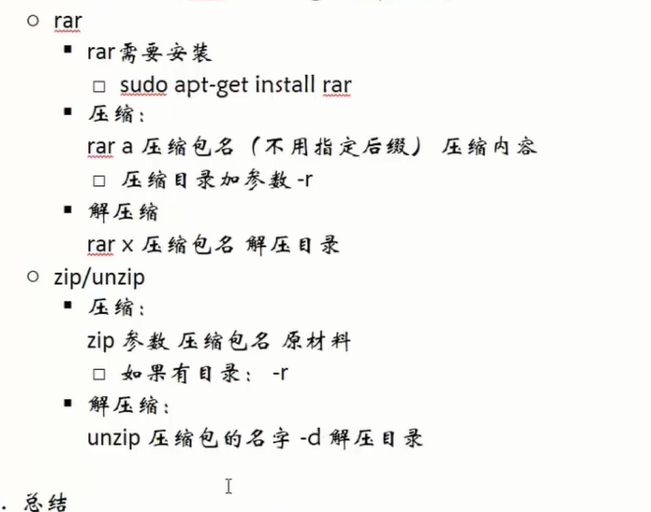 rar
rar需要安装
sudo apt-get install rar
压缩：
rar a 压缩包名（不用指定后缀） 压缩内容
压缩目录加参数 -r
解压缩
rar x 压缩包名 解压目录
zip/unzip
压缩：
zip 参数 压缩包名 原材料
如果有目录： -r
解压缩：
unzip 压缩包的名字 -d 解压目录
. 总结